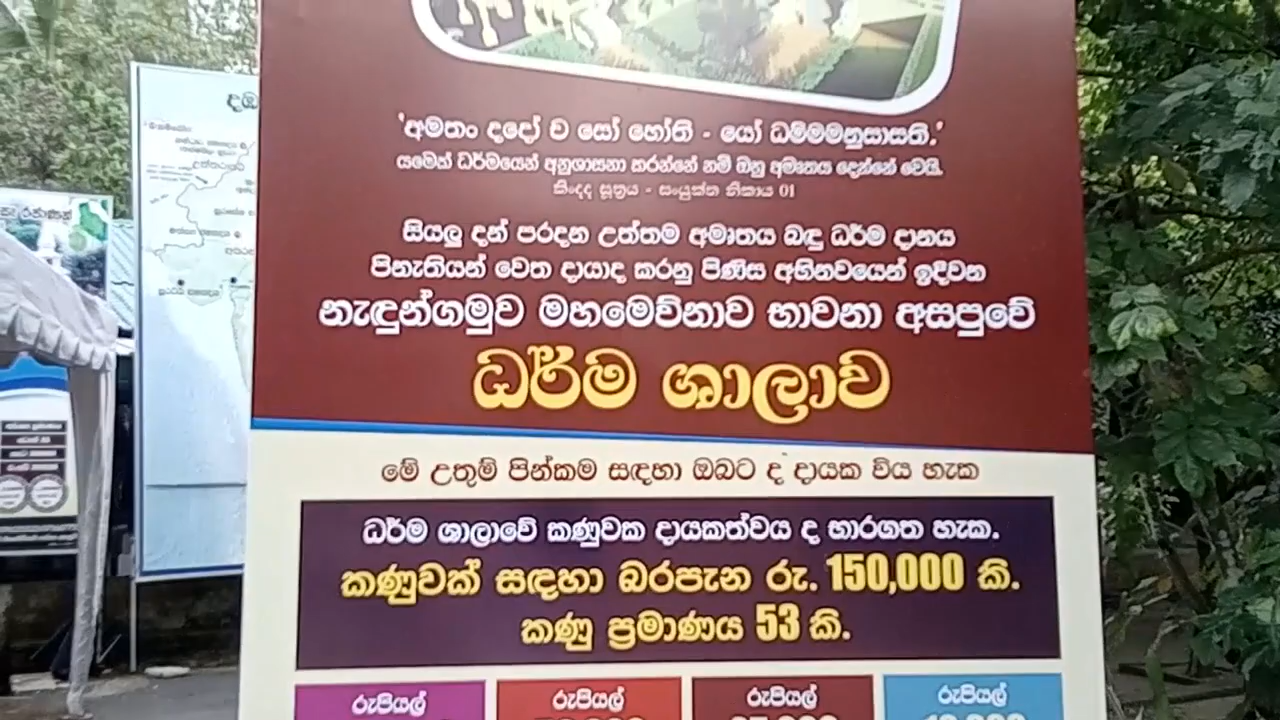 'අමතං දදෝ ච සෝ හෝති - යෝ ධම්මමනුසාසති.'
යමෙක් ධර්මයෙන් අනුශාසනා කරන්නේ නම් ඔහු අමෘතය දෙන්නේ වෙයි.
කිංදද සූත්‍රය - සංයුක්ත නිකාය 01
සියලු දන් පරදන උත්තම අමෘතය බඳු ධර්ම දානය
පිනැතියන් වෙත දායාද කරනු පිණිස අභිනවයෙන් ඉදිවන
නැඳුන්ගමුව මහමෙව්නාව භාවනා අසපුවේ
ධර්ම ශාලාව
මේ උතුම් පින්කම සඳහා ඔබට ද දායක විය හැක
ධර්ම ශාලාවේ කණුවක දායකත්වය ද භාරගත හැක.
කණුවක් සඳහා බරපැන රු. 150,000 කි.
කණු ප්‍රමාණය 53 කි.
රුපියල්
රුපියල්
රුපියල්
රුපියල්